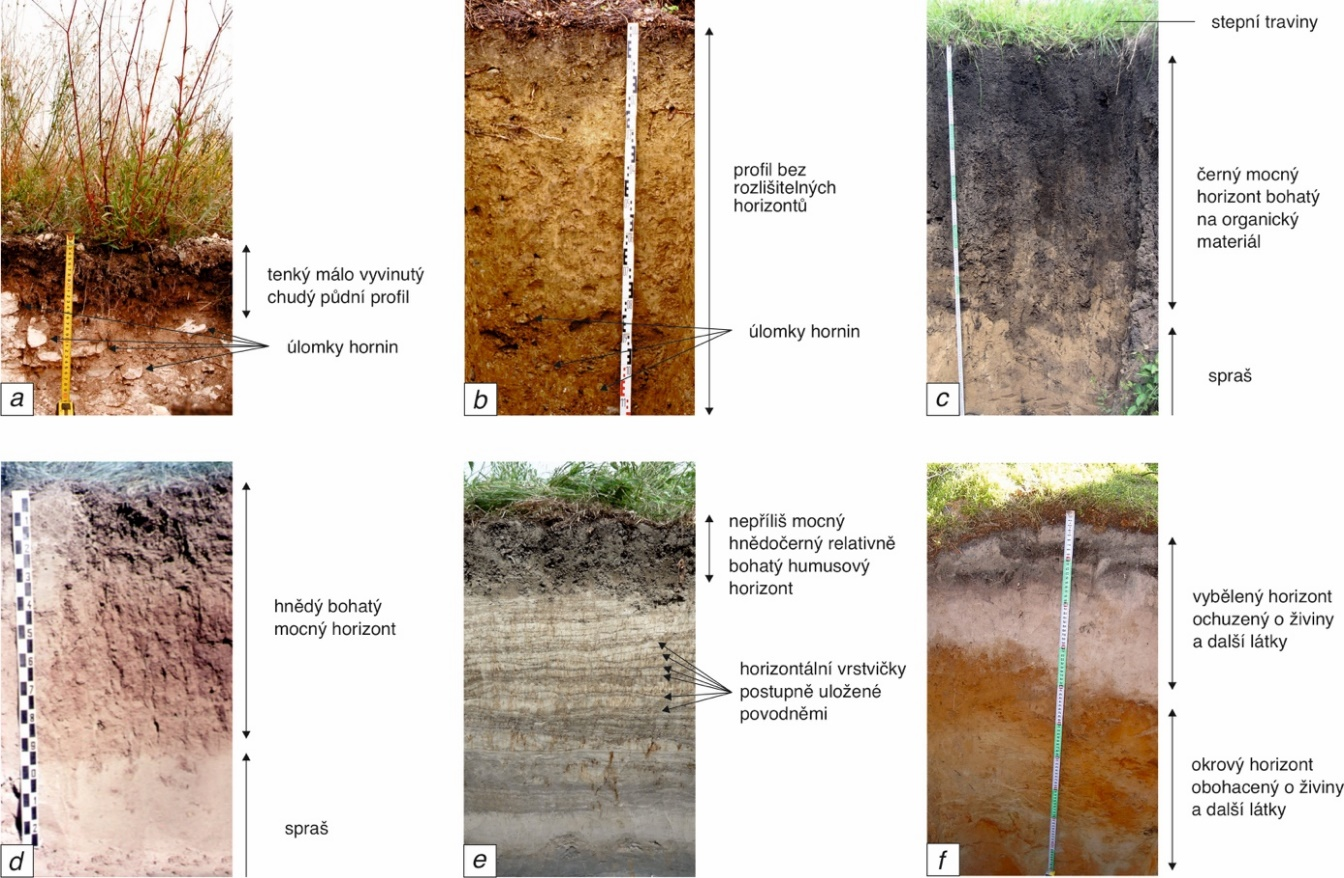 tenký málo vyvinutý
chudý půdní profil
úlomky hornin
a
profil bez
rozlišitelných
horizontů
b
stepní traviny
černý mocný
horizont bohatý
na organický
materiál
spraš
c
hnědý bohatý
mocný horizont
spraš
d
nepříliš mocný
hnědočerný relativně
bohatý humusový
horizont
horizontální vrstvičky
postupně uložené
povodněmi
e
vybělený horizont
ochuzený o živiny
a další látky
okrový horizont
obohacený o živiny
a další látky
f